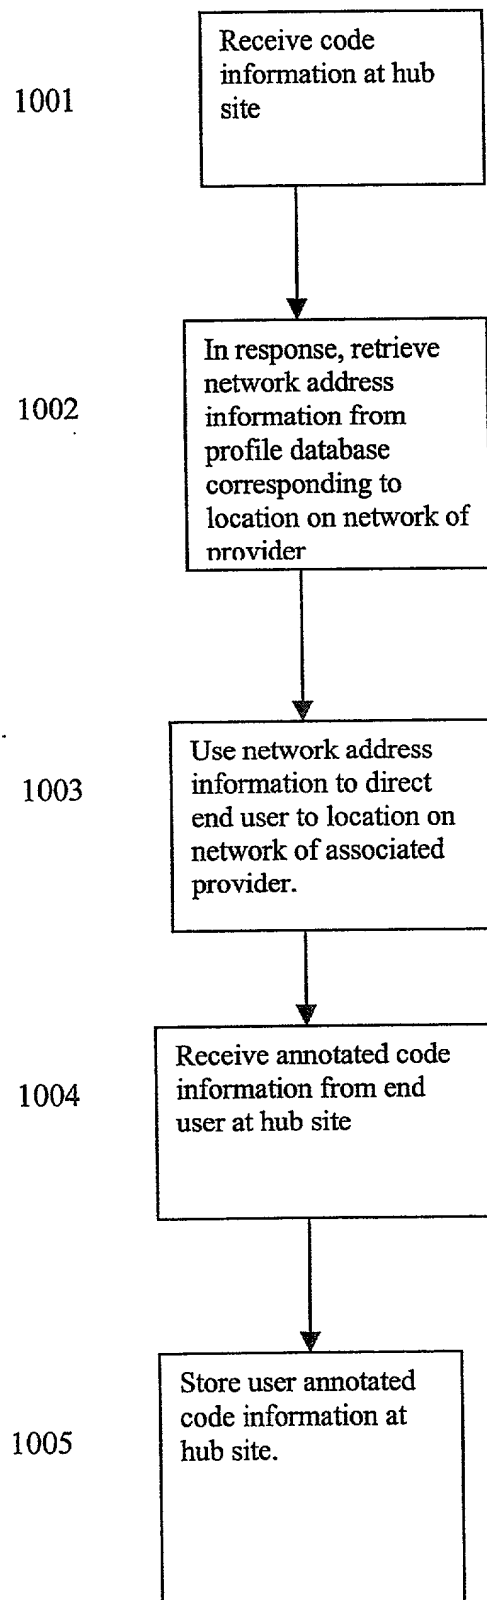 Receive code
information at hub
site
1001
In response, retrieve
network address
information from
profile database
corresponding to
location on network of
provider
1002
Use network address
information to direct
end user to location on
network of associated
provider.
1003
Receive annotated code
information from end
user at hub site
1004
Store user annotated
code information at
hub site.
1005